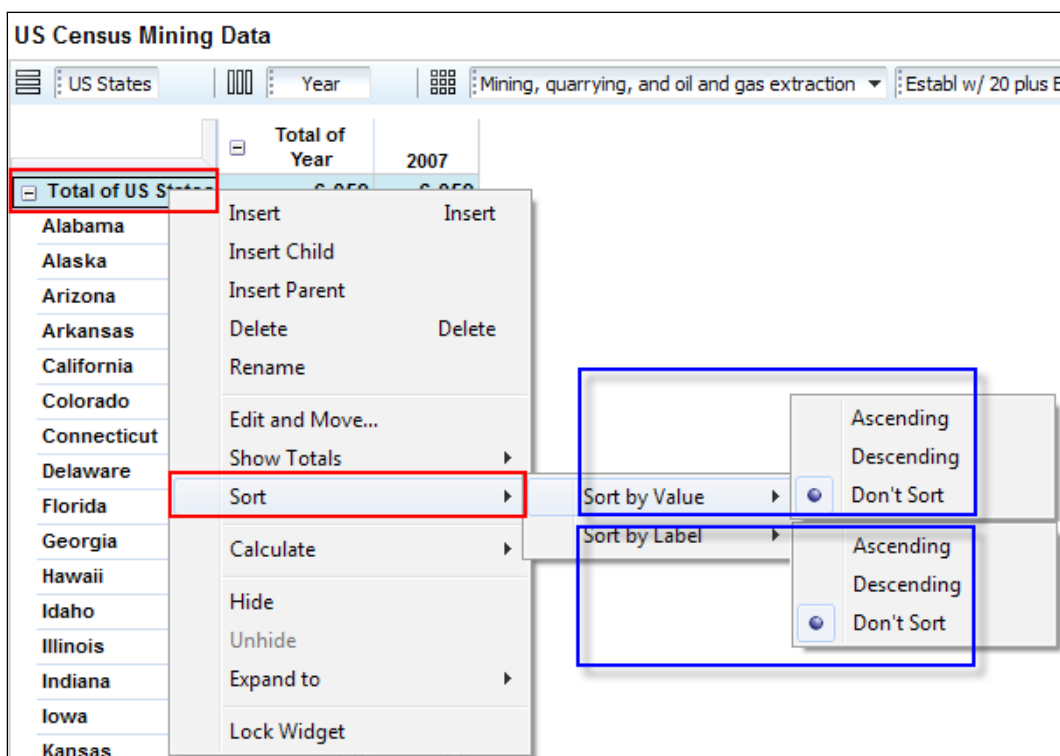 US Census Mining Data
US States Year Mining, quarrying, and oil and gas extraction Establ w/ 20 plus
Total of
Year 2007
Total of US States
Alabama
Alaska
Arizona
Arkansas
California
Colorado
Connecticut
Delaware
Florida
Georgia
Hawaii
Idaho
Illinois
Indiana
Iowa
Kansas
Insert Insert
Insert Child
Insert Parent
Delete Delete
Rename
Edit and Move...
Show Totals
Sort
Calculate
Hide
Unhide
Expand to
Lock Widget
Sort by Value
Sort by Label
Ascending
Descending
Don't Sort
Ascending
Descending
Don't Sort